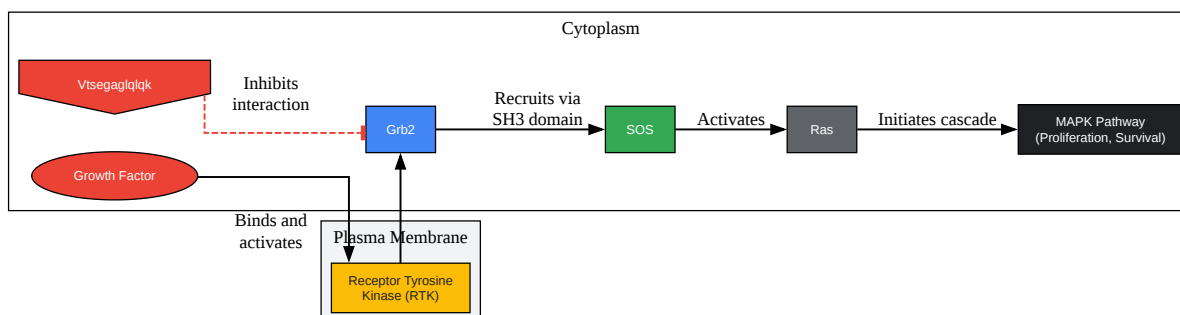 Cytoplasm
Vtsegaglqlqk
Inhibits
interaction
Grb2
Recruits via
SH3 domain
SOS
Activates
Ras
Initiates cascade
MAPK Pathway
(Proliferation, Survival)
Growth Factor
Binds and
activates
Plasma Membrane
Receptor Tyrosine
Kinase (RTK)